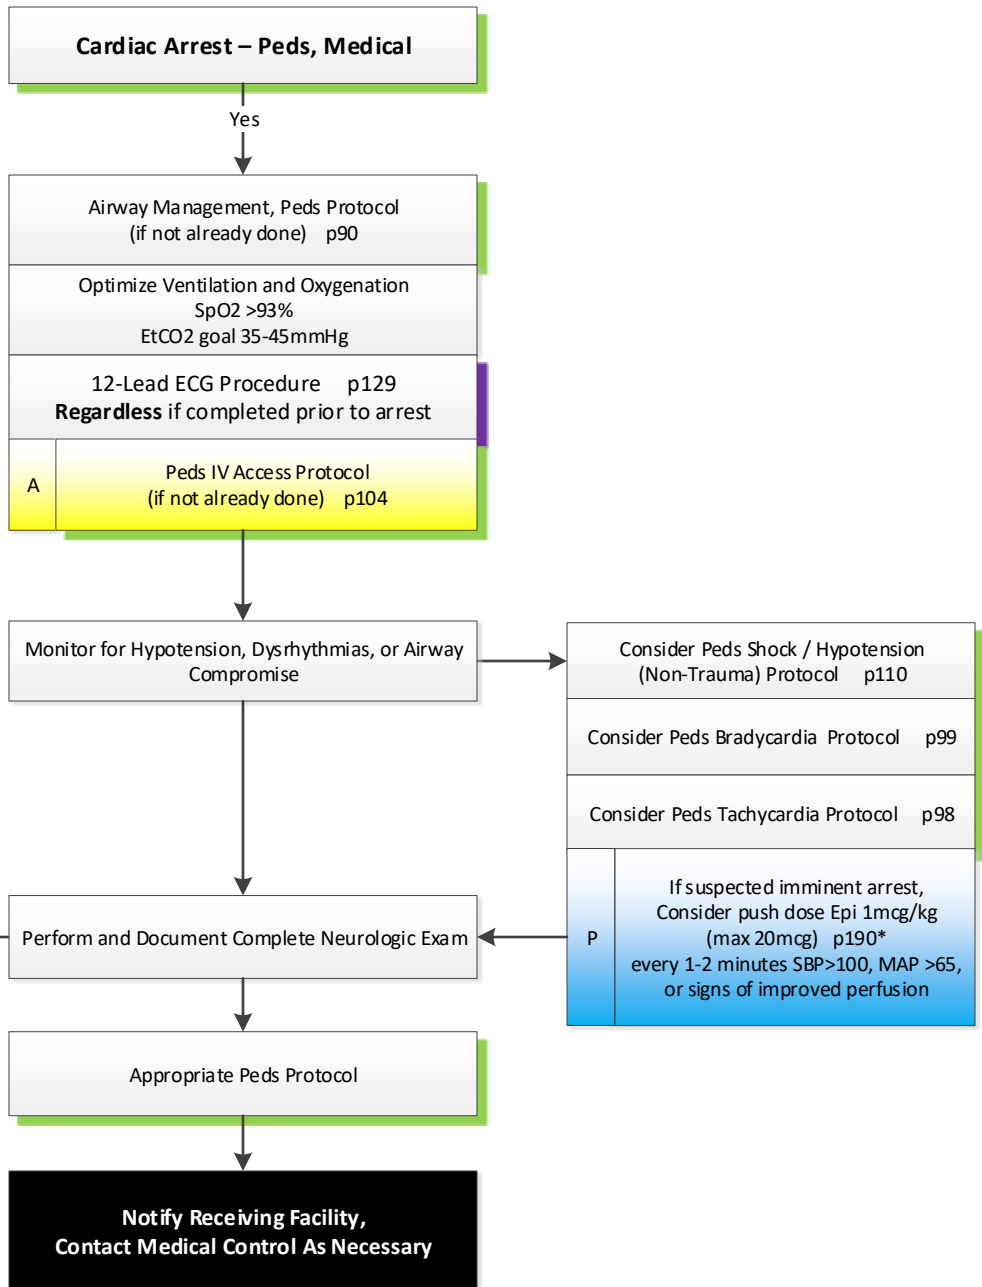 Cardiac Arrest – Peds, Medical
Yes
Airway Management, Peds Protocol
(if not already done) p90
Optimize Ventilation and Oxygenation
SpO2 >93%
EtCO2 goal 35-45mmHg
12-Lead ECG Procedure p129
Regardless if completed prior to arrest
A
Peds IV Access Protocol
(if not already done) p104
Monitor for Hypotension, Dysrhythmias, or Airway
Compromise
Consider Peds Shock / Hypotension
(Non-Trauma) Protocol p110
Consider Peds Bradycardia Protocol p99
Consider Peds Tachycardia Protocol p98
P
If suspected imminent arrest,
Consider push dose Epi 1mcg/kg
(max 20mcg) p190*
every 1-2 minutes SBP>100, MAP >65,
or signs of improved perfusion
Perform and Document Complete Neurologic Exam
Appropriate Peds Protocol
Notify Receiving Facility,
Contact Medical Control As Necessary